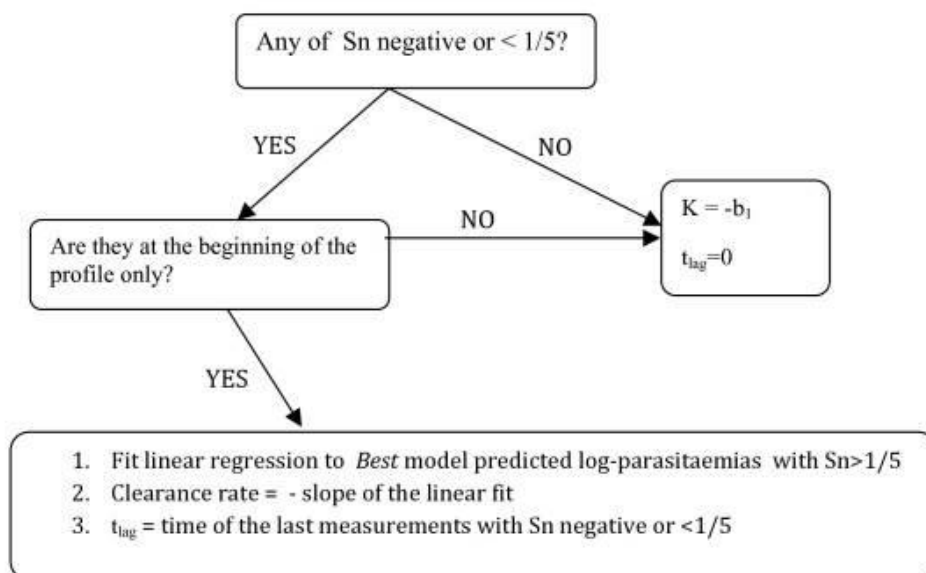 Any of Sn negative or < 1/5?
YES
NO
K = -b₁
t_lag=0
NO
Are they at the beginning of the
profile only?
YES
1. Fit linear regression to Best model predicted log-parasitaemias with Sn>1/5
2. Clearance rate = - slope of the linear fit
3. t_lag = time of the last measurements with Sn negative or <1/5